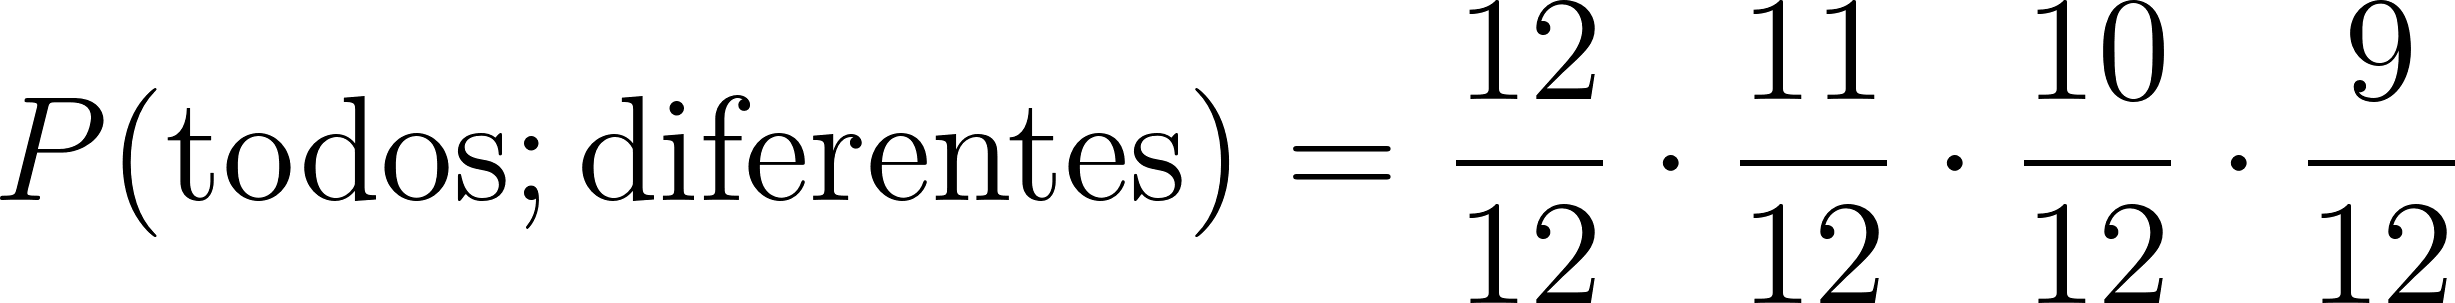 P(todos; diferentes) = 12/12 · 11/12 · 10/12 · 9/12